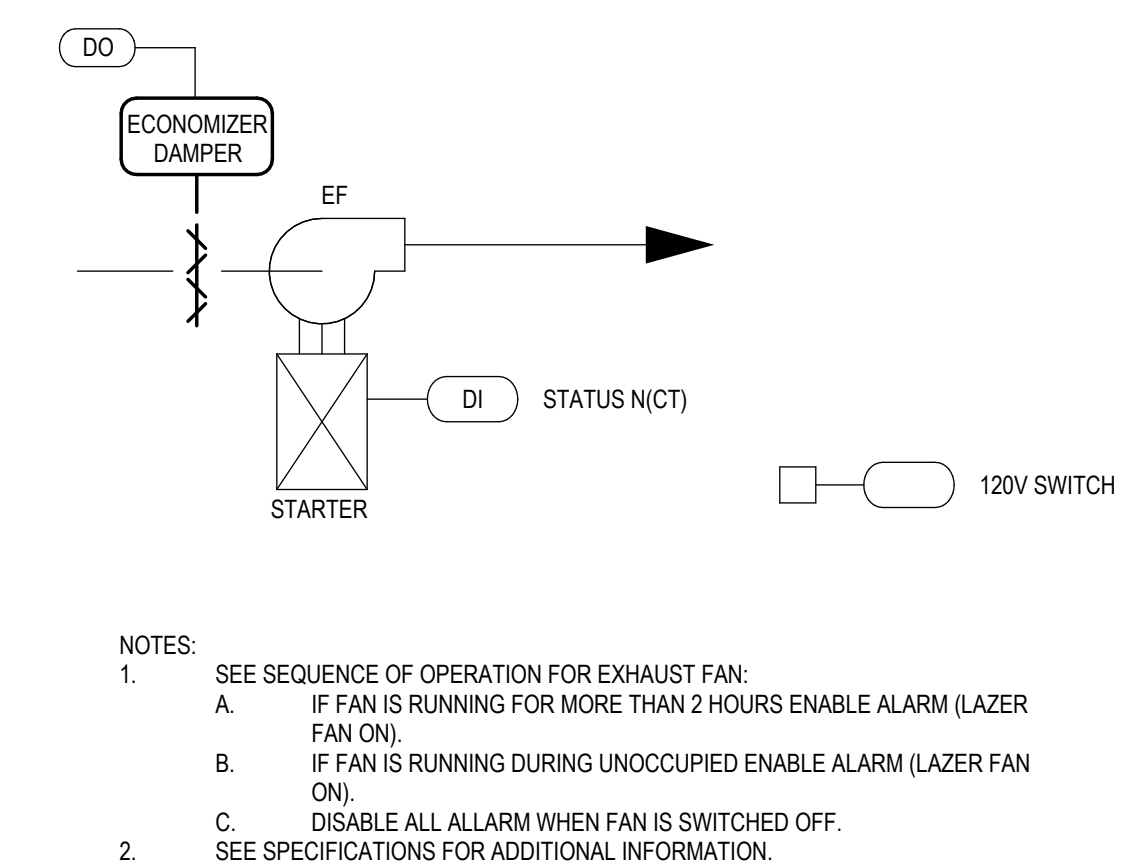 DO
ECONOMIZER
DAMPER
EF
DI
STATUS N(CT)
STARTER
120V SWITCH
NOTES:
1. SEE SEQUENCE OF OPERATION FOR EXHAUST FAN:
A. IF FAN IS RUNNING FOR MORE THAN 2 HOURS ENABLE ALARM (LAZER
FAN ON).
B. IF FAN IS RUNNING DURING UNOCCUPIED ENABLE ALARM (LAZER FAN
ON).
C. DISABLE ALL ALLARM WHEN FAN IS SWITCHED OFF.
2. SEE SPECIFICATIONS FOR ADDITIONAL INFORMATION.